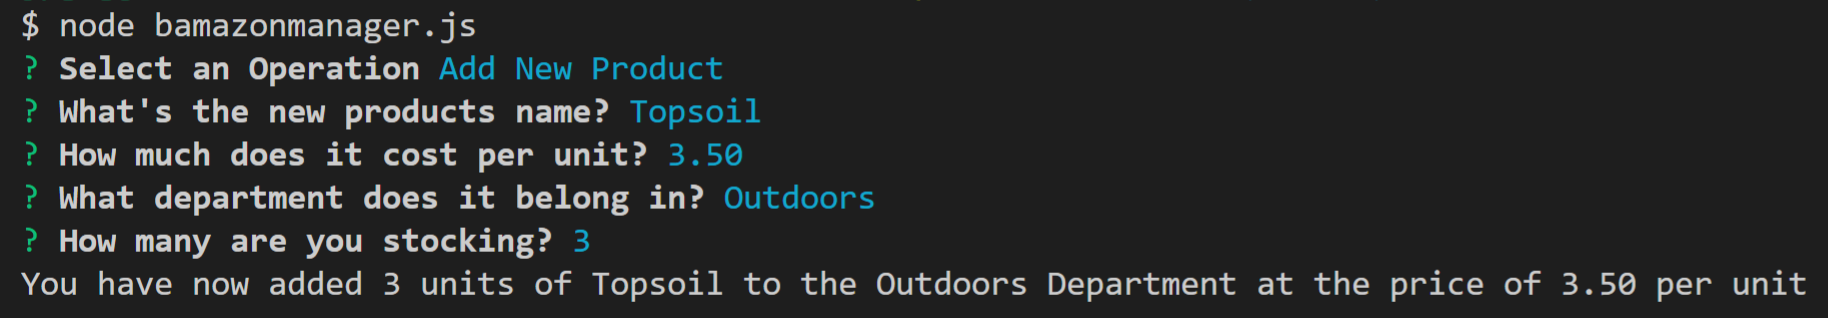 $ node bamazonmanager.js
? Select an Operation Add New Product
? What's the new products name? Topsoil
? How much does it cost per unit? 3.50
? What department does it belong in? Outdoors
? How many are you stocking? 3
You have now added 3 units of Topsoil to the Outdoors Department at the price of 3.50 per unit